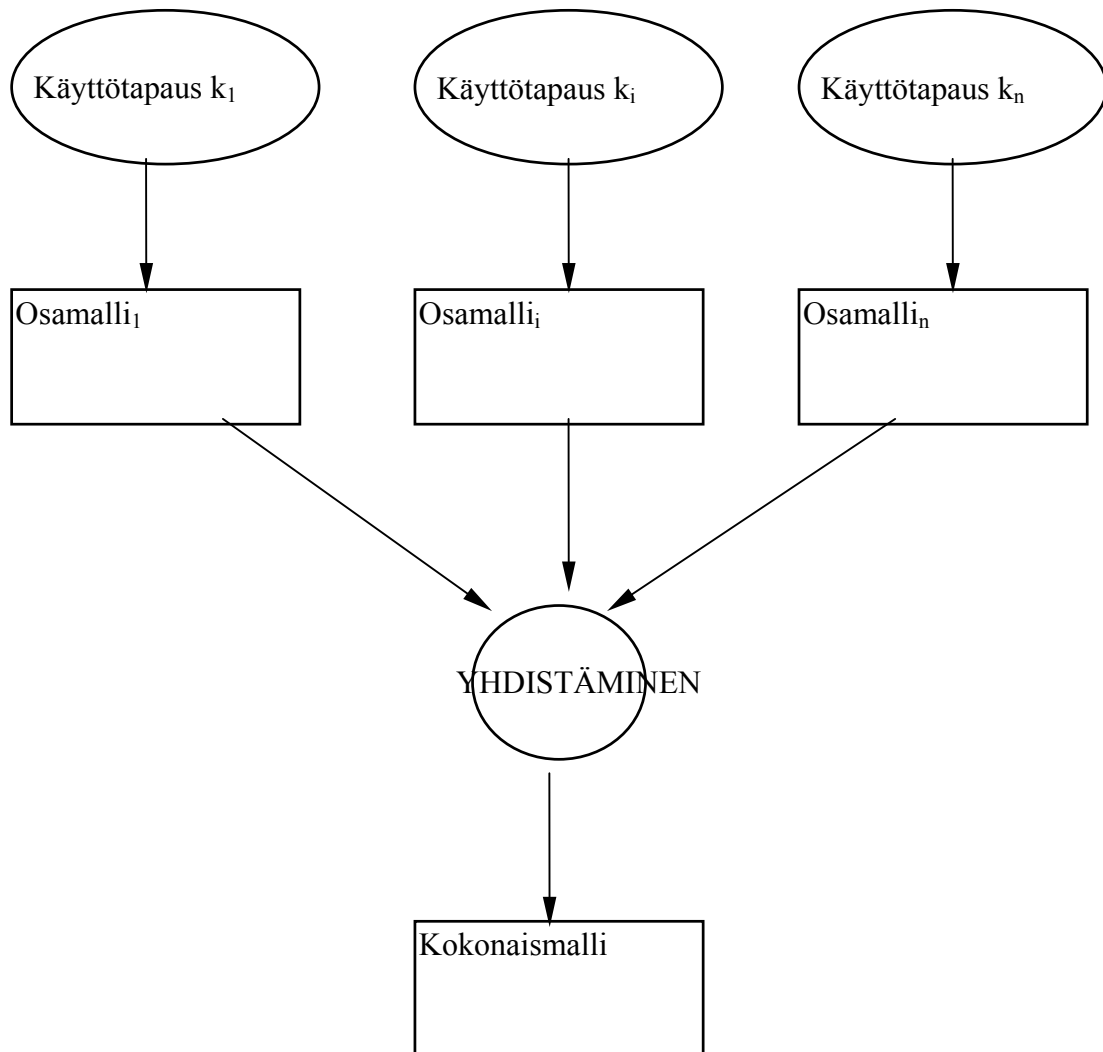 Käyttötapaus k₁
Käyttötapaus kᵢ
Käyttötapaus kₙ
Osamalli₁
Osamalliᵢ
Osamalliₙ
YHDISTÄMINEN
Kokonaismalli